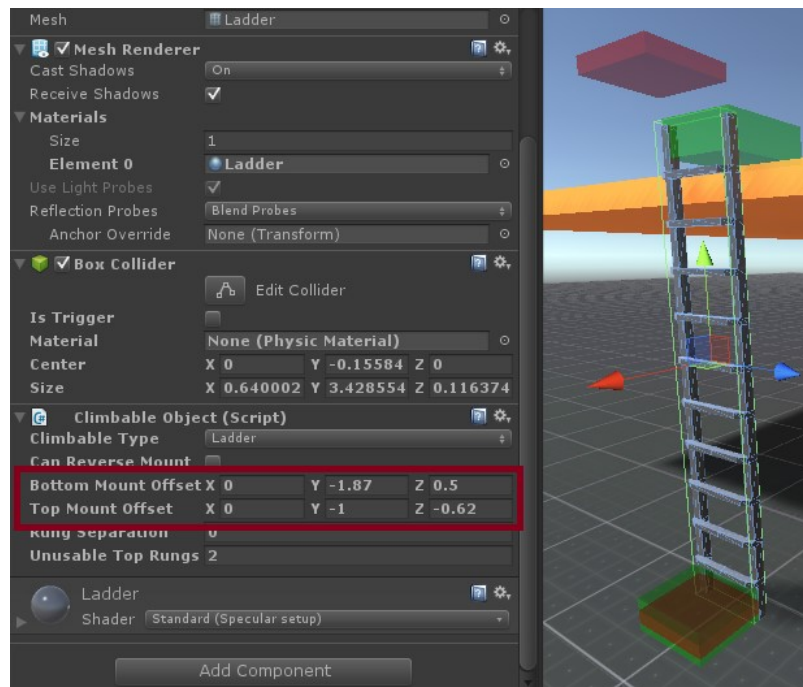 Mesh Ladder
Mesh Renderer
Cast Shadows On
Receive Shadows
Materials
Size 1
Element 0 Ladder
Use Light Probes
Reflection Probes Blend Probes
Anchor Override None (Transform)
Box Collider
Edit Collider
Is Trigger
Material None (Physic Material)
Center X 0 Y -0.15584 Z 0
Size X 0.640002 Y 3.428554 Z 0.116374
Climbable Object (Script)
Climbable Type Ladder
Can Reverse Mount
Bottom Mount Offset X 0 Y -1.87 Z 0.5
Top Mount Offset X 0 Y -1 Z -0.62
Rung Separation 0
Unusable Top Rungs 2
Ladder
Shader Standard (Specular setup)
Add Component